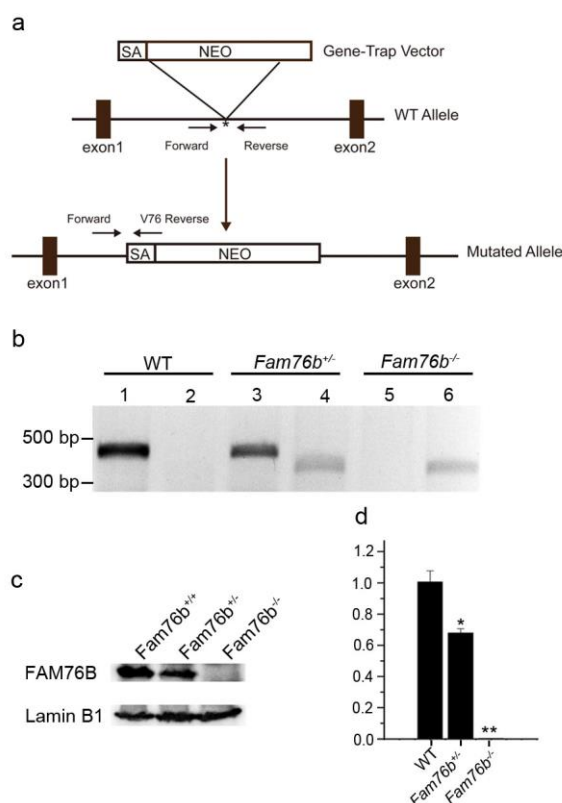 a
SA NEO Gene-Trap Vector
* WT Allele
exon1 Forward Reverse exon2
Forward V76 Reverse
SA NEO Mutated Allele
exon1 exon2
b
WT Fam76b+/- Fam76b-/-
1 2 3 4 5 6
500 bp
300 bp
c
Fam76b+/+ Fam76b+/- Fam76b-/-
FAM76B
Lamin B1
d
1.2
1.0
0.8
0.6
0.4
0.2
0.0
* **
WT Fam76b+/- Fam76b-/-